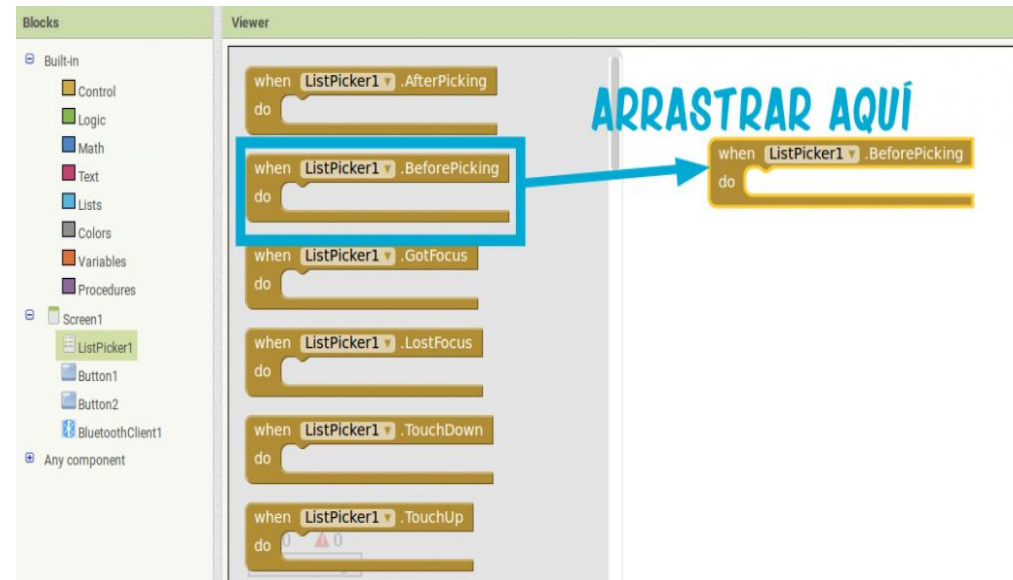 Blocks
Viewer
Built-in
Control
Logic
Math
Text
Lists
Colors
Variables
Procedures
Screen1
ListPicker1
Button1
Button2
BluetoothClient1
Any component
when ListPicker1 .AfterPicking
do
when ListPicker1 .BeforePicking
do
when ListPicker1 .GotFocus
do
when ListPicker1 .LostFocus
do
when ListPicker1 .TouchDown
do
when ListPicker1 .TouchUp
do
0 0
ARRASTRAR AQUÍ
when ListPicker1 .BeforePicking
do